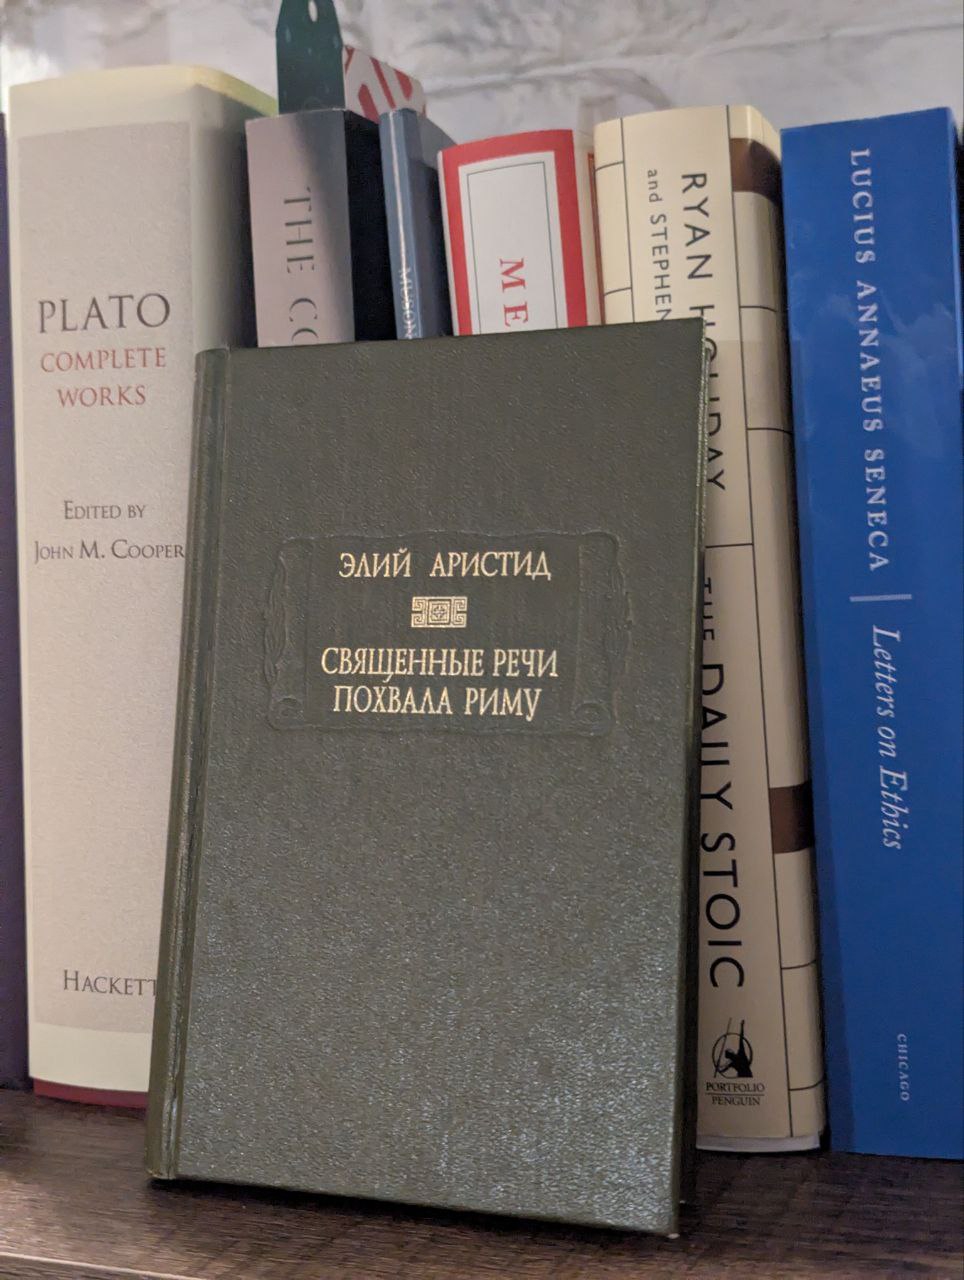 PLATO
COMPLETE
WORKS
EDITED BY
JOHN M. COOPER
HACKETT
THE
ЭЛИЙ АРИСТИД
СВЯЩЕННЫЕ РЕЧИ
ПОХВАЛА РИМУ
RYAN HOLIDAY
and STEPHEN
THE DAILY STOIC
PORTFOLIO
PENGUIN
LUCIUS ANNAEUS SENECA | Letters on Ethics
CHICAGO